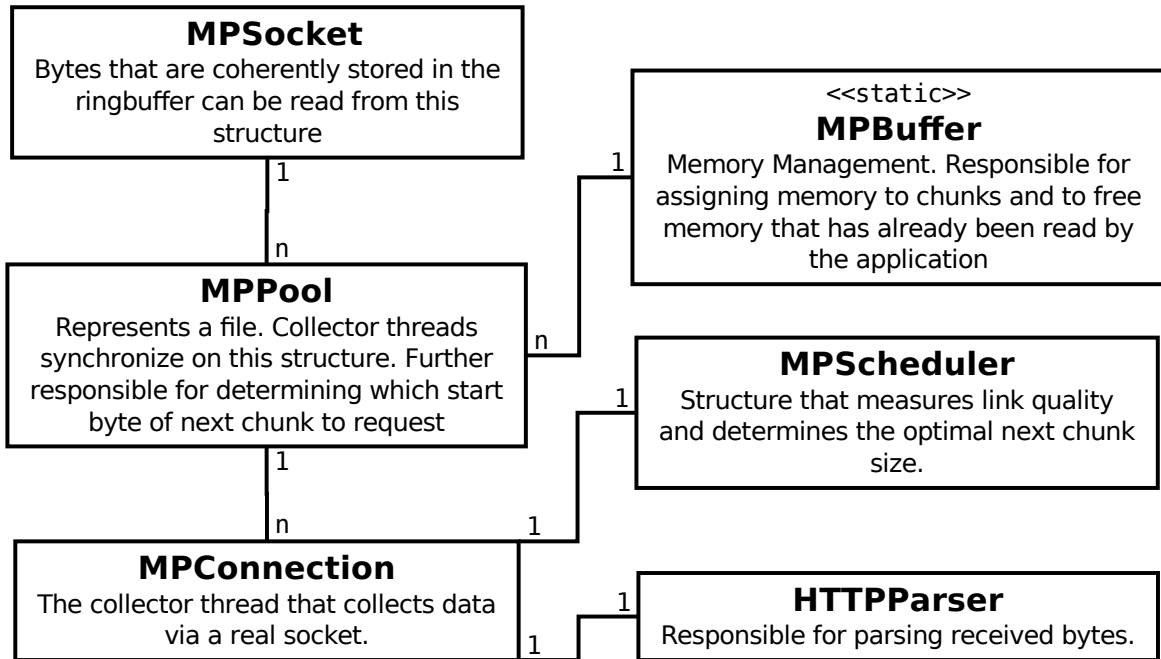 MPSocket
Bytes that are coherently stored in the
ringbuffer can be read from this
structure
1
n
MPPool
Represents a file. Collector threads
synchronize on this structure. Further
responsible for determining which start
byte of next chunk to request
1
n
MPConnection
The collector thread that collects data
via a real socket.
n
1
<<static>>
MPBuffer
Memory Management. Responsible for
assigning memory to chunks and to free
memory that has already been read by
the application
1
1
MPScheduler
Structure that measures link quality
and determines the optimal next chunk
size.
1
1
HTTPParser
Responsible for parsing received bytes.